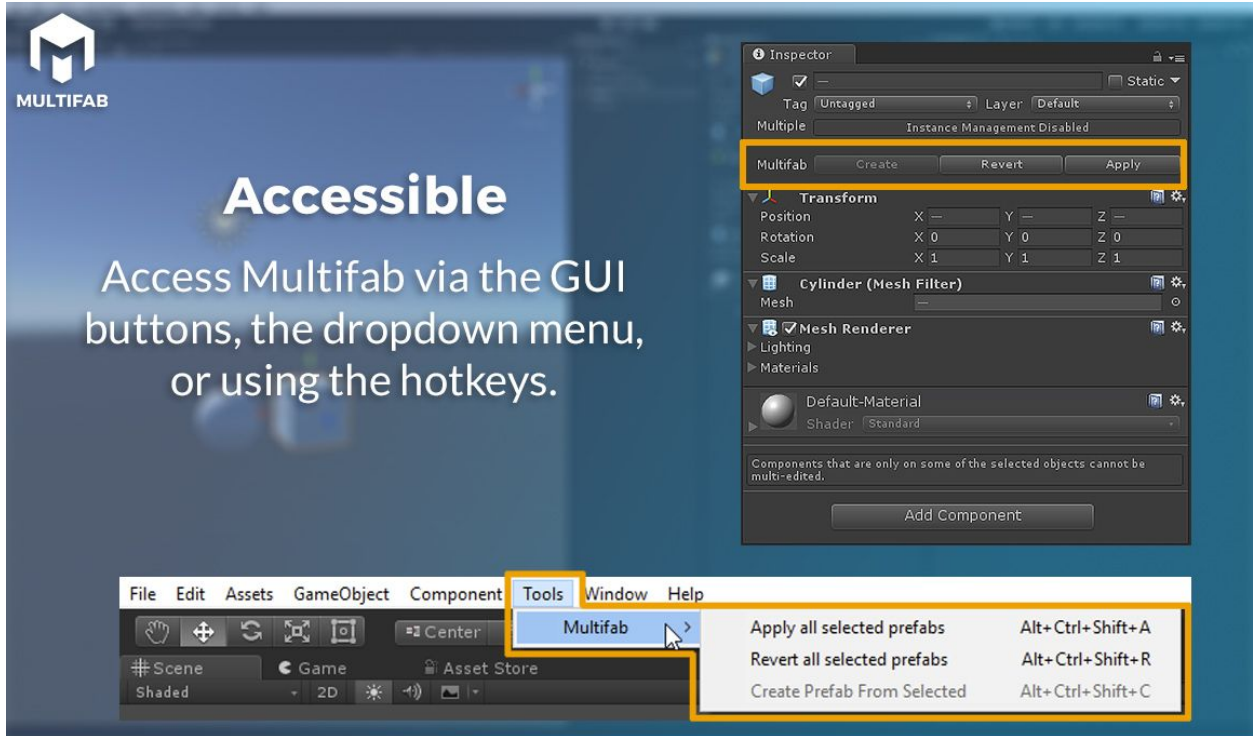 MULTIFAB
Accessible
Access Multifab via the GUI
buttons, the dropdown menu,
or using the hotkeys.
Inspector
— Static
Tag Untagged Layer Default
Multiple Instance Management Disabled
Multifab Create Revert Apply
Transform
Position X — Y — Z —
Rotation X 0 Y 0 Z 0
Scale X 1 Y 1 Z 1
Cylinder (Mesh Filter)
Mesh —
Mesh Renderer
Lighting
Materials
Default-Material
Shader Standard
Components that are only on some of the selected objects cannot be
multi-edited.
Add Component
File Edit Assets GameObject Component Tools Window Help
Center Multifab
Apply all selected prefabs Alt+Ctrl+Shift+A
Scene Game Asset Store
Revert all selected prefabs Alt+Ctrl+Shift+R
Shaded 2D
Create Prefab From Selected Alt+Ctrl+Shift+C